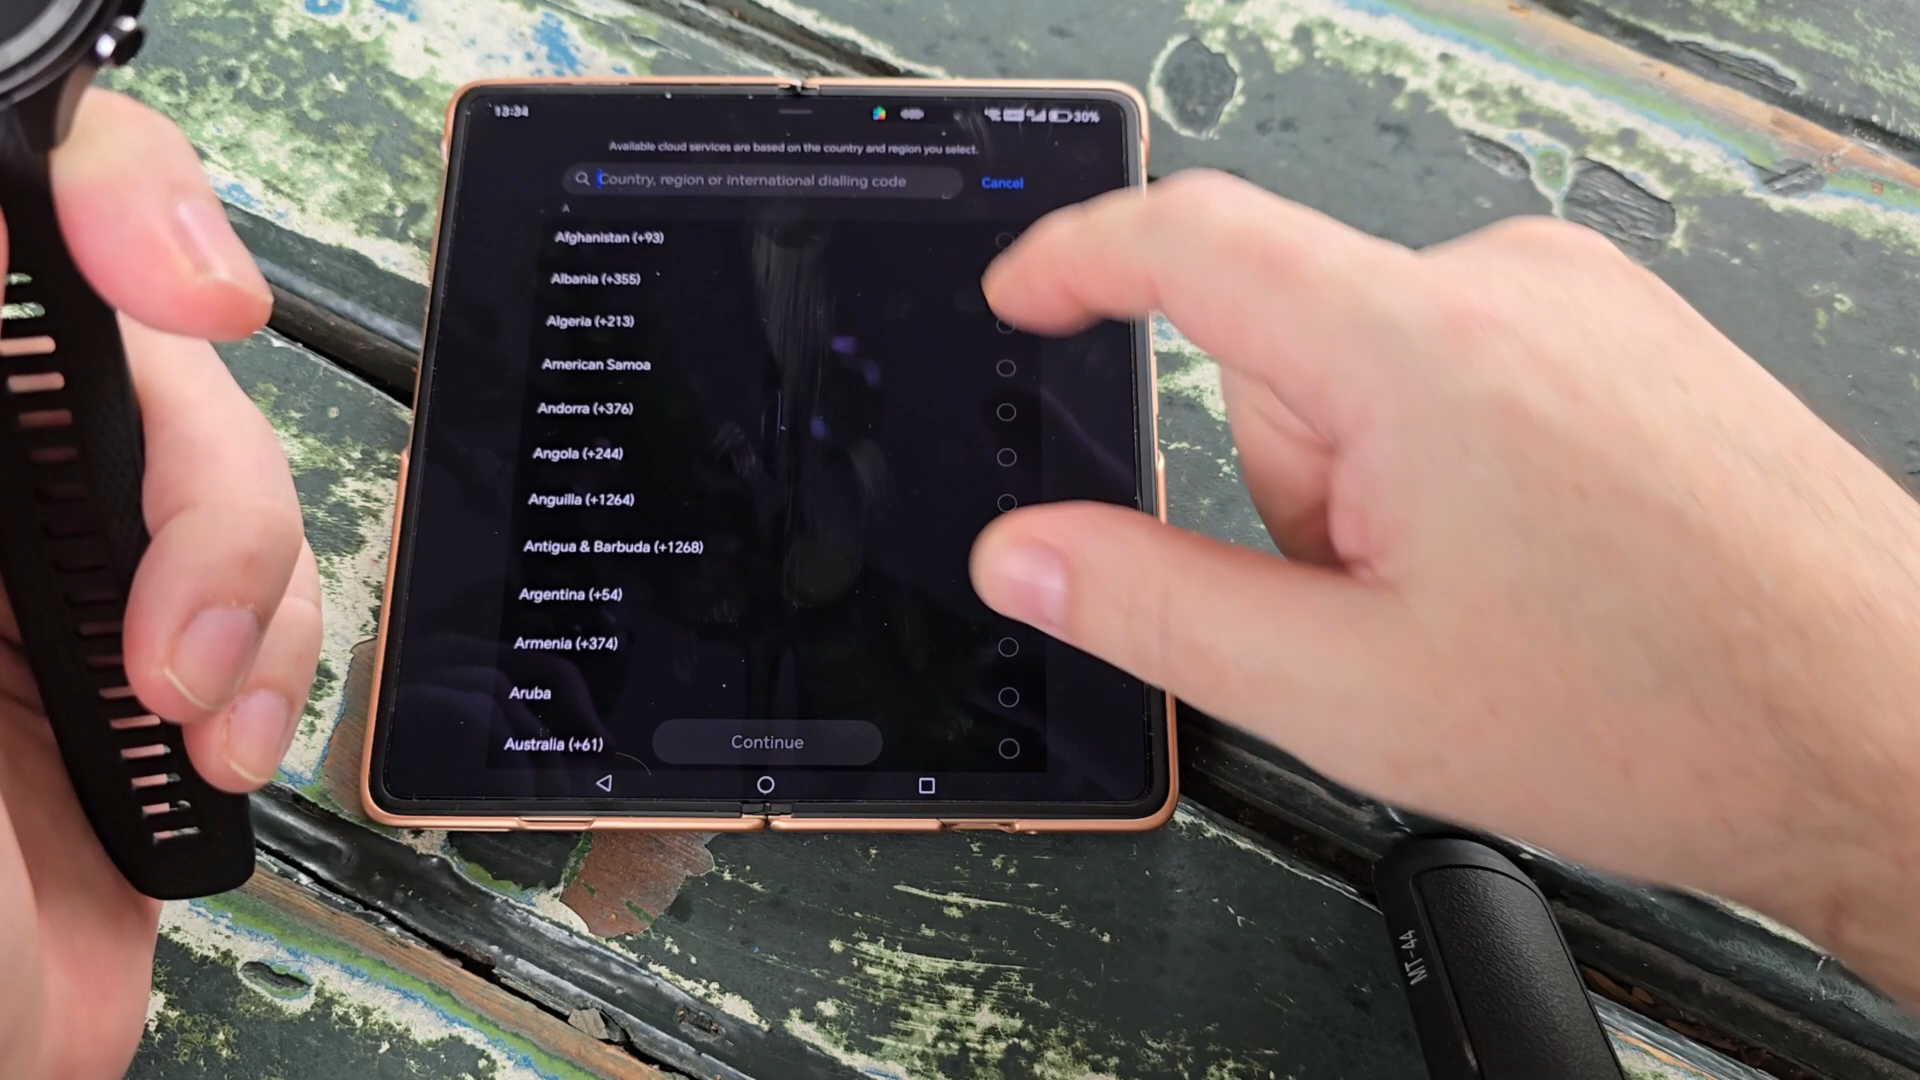 13:34
30%
Available cloud services are based on the country and region you select.
Country, region or international dialling code
Cancel
A
Afghanistan (+93)
Albania (+355)
Algeria (+213)
American Samoa
Andorra (+376)
Angola (+244)
Anguilla (+1264)
Antigua & Barbuda (+1268)
Argentina (+54)
Armenia (+374)
Aruba
Australia (+61)
Continue
MT-44